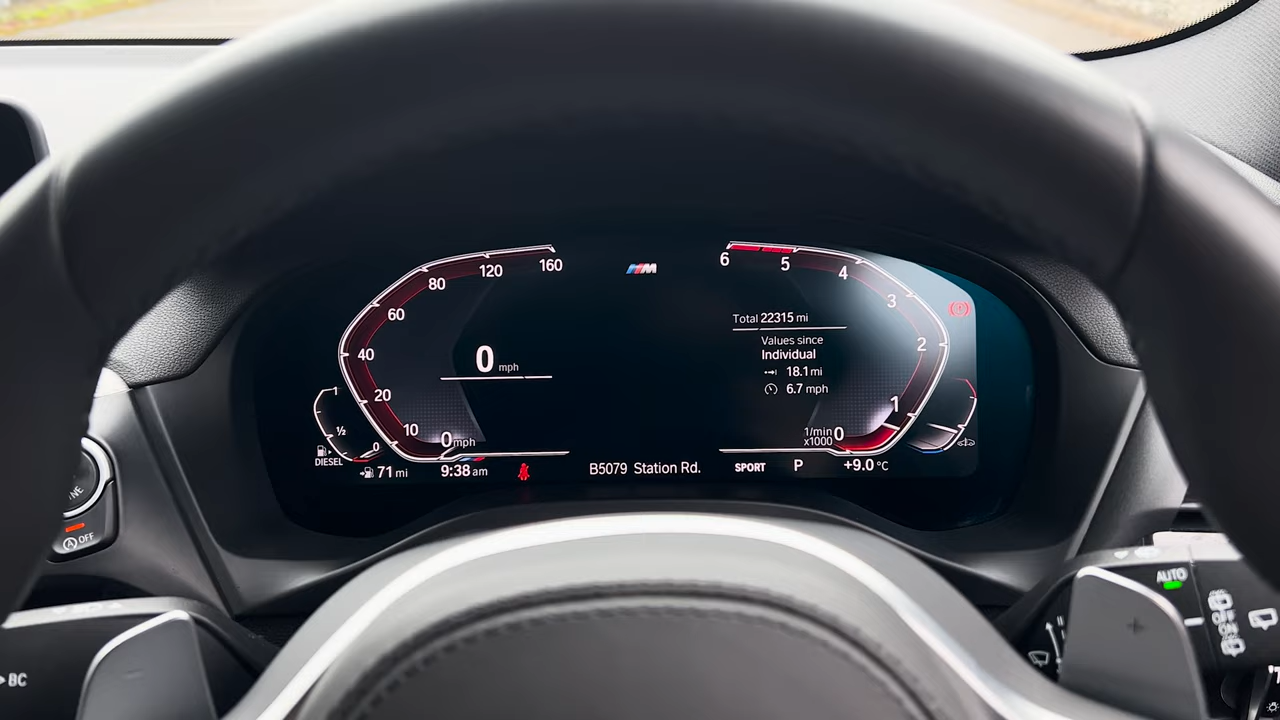 M
160
120
80
60
40
20
10
0 mph
0 mph
6
5
4
3
2
1
0
1/min
x1000
Total 22315 mi
Values since
Individual
18.1 mi
6.7 mph
1
½
0
DIESEL
71 mi
9:38 am
B5079 Station Rd.
SPORT
P
+9.0 °C
A OFF
BC
AUTO
OFF
ON
+